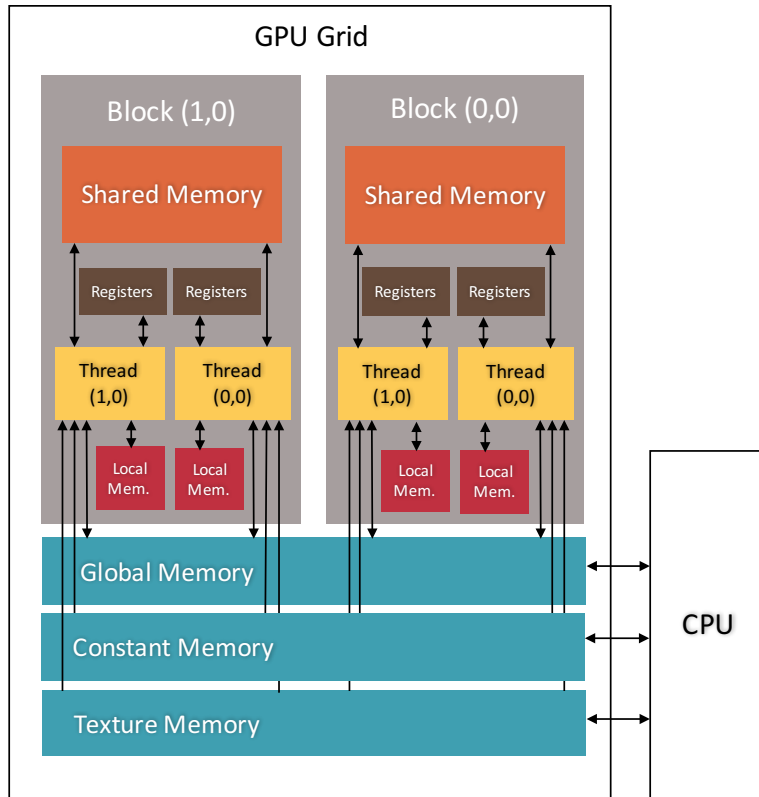 GPU Grid
Block (1,0)
Block (0,0)
Shared Memory
Shared Memory
Registers
Registers
Registers
Registers
Thread
(1,0)
Thread
(0,0)
Thread
(1,0)
Thread
(0,0)
Local
Mem.
Local
Mem.
Local
Mem.
Local
Mem.
Global Memory
Constant Memory
Texture Memory
CPU